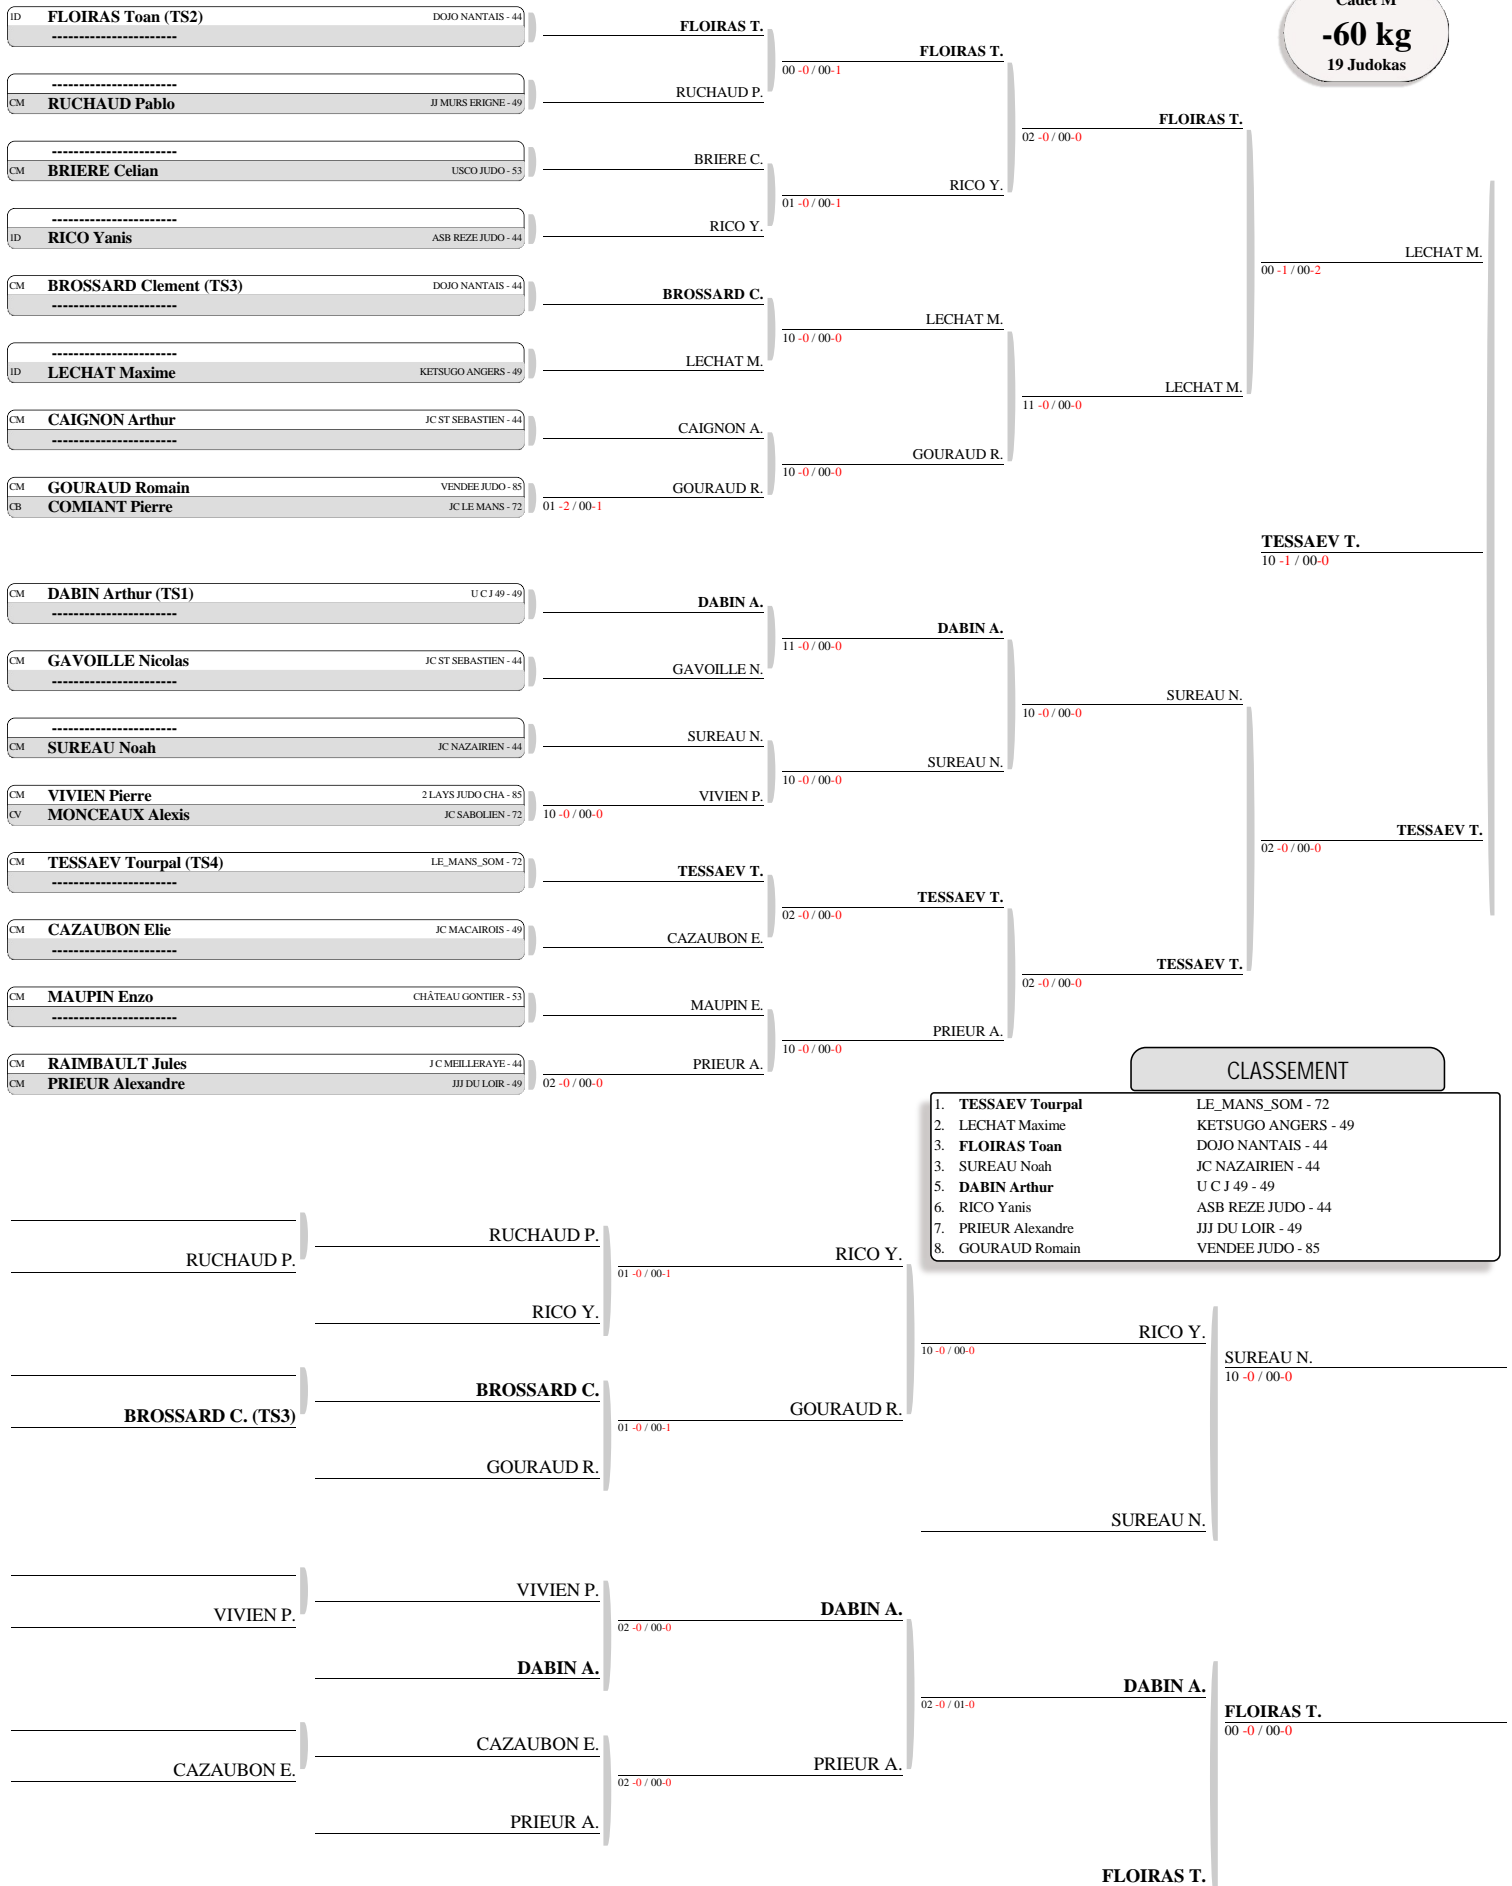 Cadet M
-60 kg
19 Judokas
1D FLOIRAS Toan (TS2) DOJO NANTAIS - 44
-----------------------
-----------------------
CM RUCHAUD Pablo JJ MURS ERIGNE - 49
-----------------------
CM BRIERE Celian USCO JUDO - 53
-----------------------
1D RICO Yanis ASB REZE JUDO - 44
CM BROSSARD Clement (TS3) DOJO NANTAIS - 44
-----------------------
-----------------------
1D LECHAT Maxime KETSUGO ANGERS - 49
CM CAIGNON Arthur JC ST SEBASTIEN - 44
-----------------------
CM GOURAUD Romain VENDEE JUDO - 85
CB COMIANT Pierre JC LE MANS - 72
CM DABIN Arthur (TS1) U C J 49 - 49
-----------------------
CM GAVOILLE Nicolas JC ST SEBASTIEN - 44
-----------------------
-----------------------
CM SUREAU Noah JC NAZAIRIEN - 44
CM VIVIEN Pierre 2 LAYS JUDO CHA - 85
CV MONCEAUX Alexis JC SABOLIEN - 72
CM TESSAEV Tourpal (TS4) LE_MANS_SOM - 72
-----------------------
CM CAZAUBON Elie JC MACAIROIS - 49
-----------------------
CM MAUPIN Enzo CHÂTEAU GONTIER - 53
-----------------------
CM RAIMBAULT Jules J C MEILLERAYE - 44
CM PRIEUR Alexandre JJJ DU LOIR - 49
FLOIRAS T.
RUCHAUD P.
BRIERE C.
RICO Y.
BROSSARD C.
LECHAT M.
CAIGNON A.
GOURAUD R.
01 -2 / 00-1
DABIN A.
GAVOILLE N.
SUREAU N.
VIVIEN P.
10 -0 / 00-0
TESSAEV T.
CAZAUBON E.
MAUPIN E.
PRIEUR A.
02 -0 / 00-0
FLOIRAS T.
00 -0 / 00-1
RICO Y.
01 -0 / 00-1
LECHAT M.
10 -0 / 00-0
GOURAUD R.
10 -0 / 00-0
DABIN A.
11 -0 / 00-0
SUREAU N.
10 -0 / 00-0
TESSAEV T.
02 -0 / 00-0
PRIEUR A.
10 -0 / 00-0
FLOIRAS T.
02 -0 / 00-0
LECHAT M.
11 -0 / 00-0
SUREAU N.
10 -0 / 00-0
TESSAEV T.
02 -0 / 00-0
LECHAT M.
00 -1 / 00-2
TESSAEV T.
10 -1 / 00-0
TESSAEV T.
02 -0 / 00-0
CLASSEMENT
1. TESSAEV Tourpal LE_MANS_SOM - 72
2. LECHAT Maxime KETSUGO ANGERS - 49
3. FLOIRAS Toan DOJO NANTAIS - 44
3. SUREAU Noah JC NAZAIRIEN - 44
5. DABIN Arthur U C J 49 - 49
6. RICO Yanis ASB REZE JUDO - 44
7. PRIEUR Alexandre JJJ DU LOIR - 49
8. GOURAUD Romain VENDEE JUDO - 85
RUCHAUD P.
BROSSARD C. (TS3)
RUCHAUD P.
RICO Y.
BROSSARD C.
GOURAUD R.
RICO Y.
01 -0 / 00-1
GOURAUD R.
01 -0 / 00-1
RICO Y.
10 -0 / 00-0
SUREAU N.
SUREAU N.
10 -0 / 00-0
VIVIEN P.
CAZAUBON E.
VIVIEN P.
DABIN A.
CAZAUBON E.
PRIEUR A.
DABIN A.
02 -0 / 00-0
PRIEUR A.
02 -0 / 00-0
DABIN A.
02 -0 / 01-0
FLOIRAS T.
FLOIRAS T.
00 -0 / 00-0